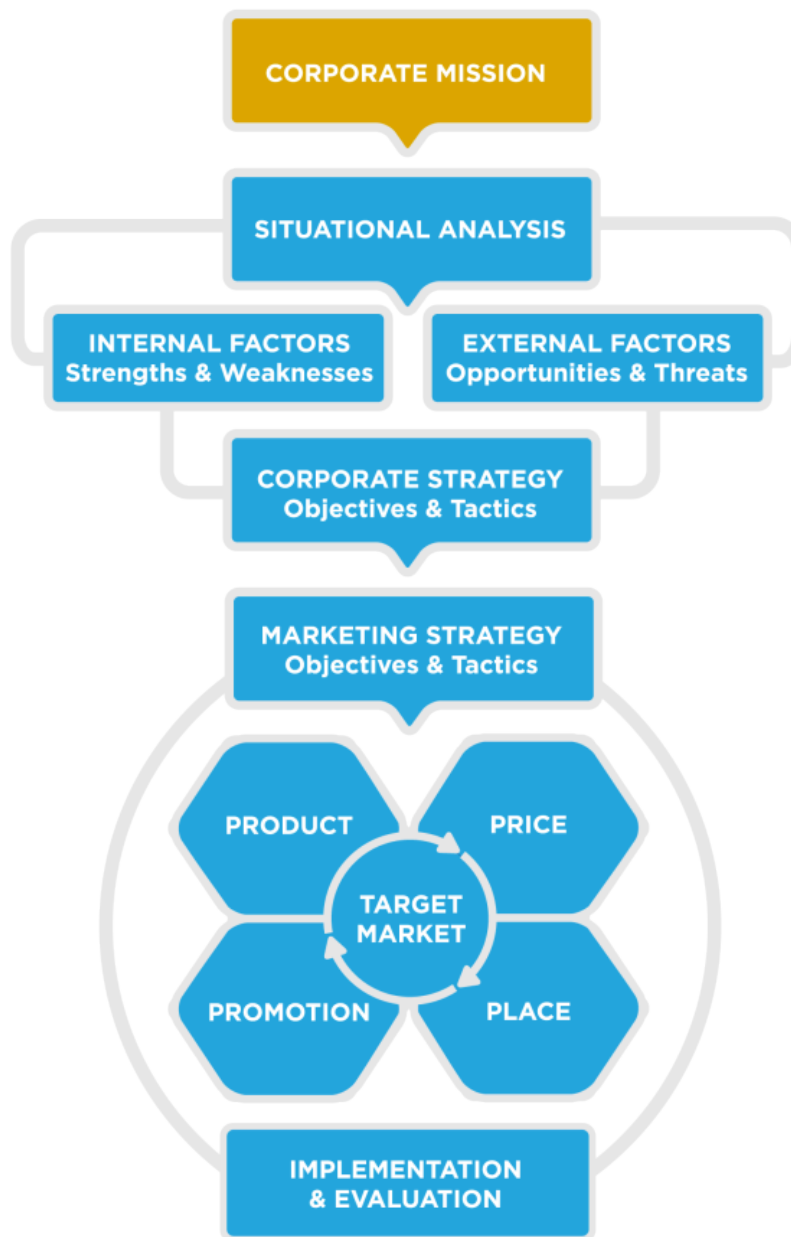 CORPORATE MISSION
SITUATIONAL ANALYSIS
INTERNAL FACTORS
Strengths & Weaknesses
EXTERNAL FACTORS
Opportunities & Threats
CORPORATE STRATEGY
Objectives & Tactics
MARKETING STRATEGY
Objectives & Tactics
PRODUCT
PRICE
TARGET
MARKET
PROMOTION
PLACE
IMPLEMENTATION
& EVALUATION